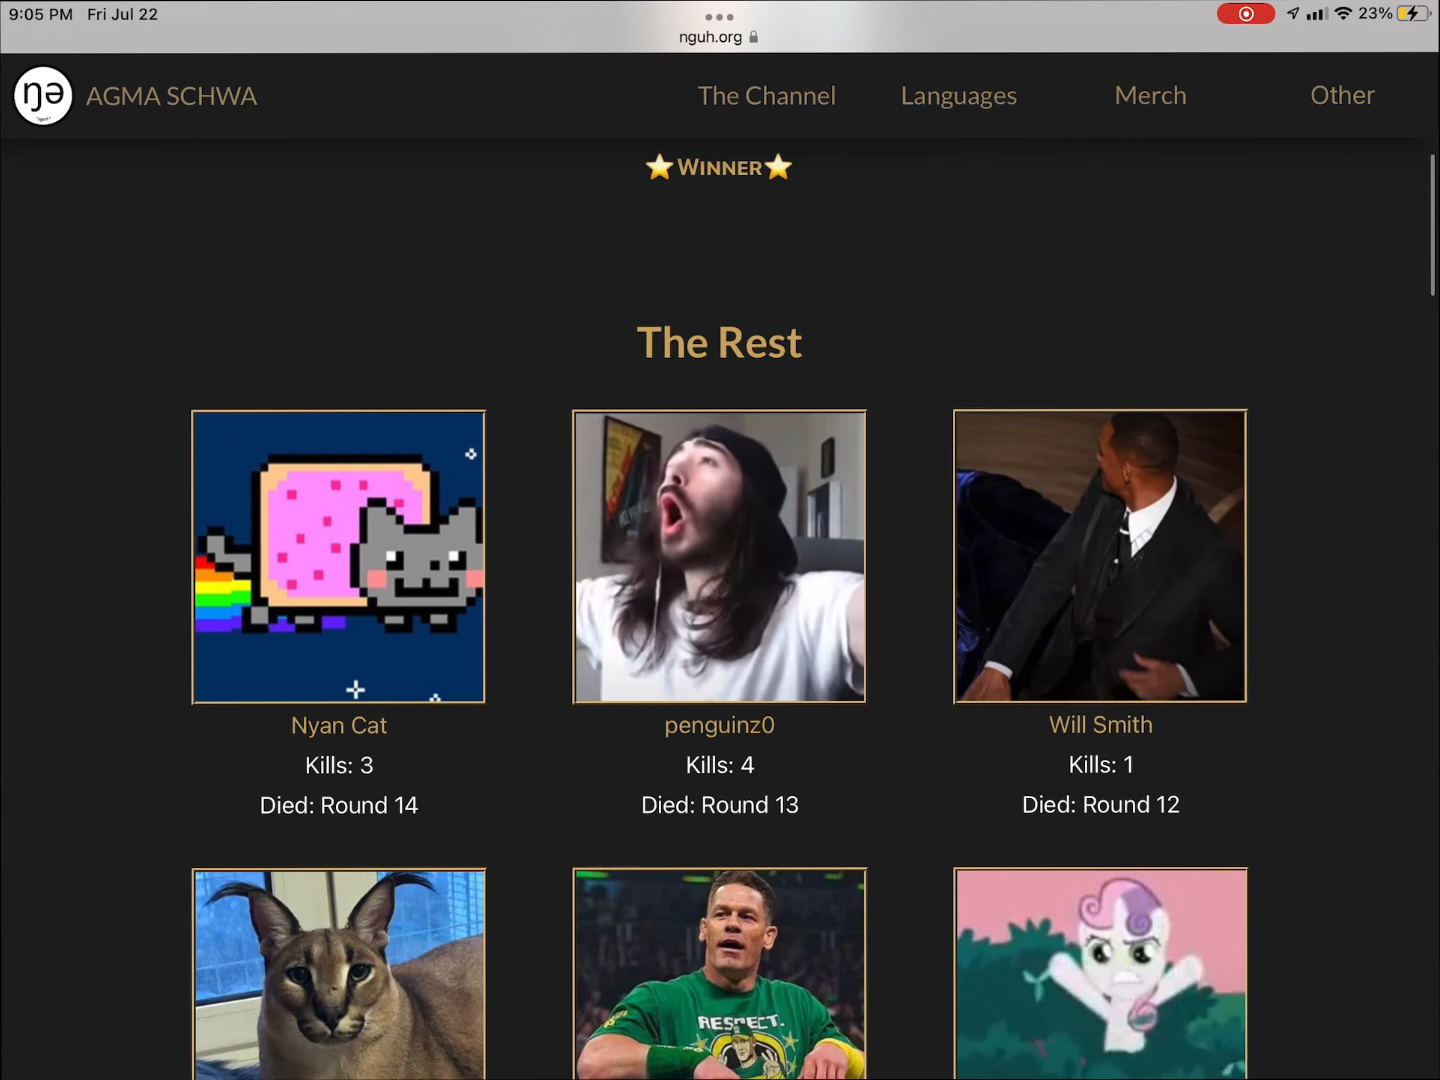 9:05 PM Fri Jul 22
23%
nguh.org
ŋə AGMA SCHWA
The Channel
Languages
Merch
Other
⭐WINNER⭐
The Rest
Nyan Cat
penguinz0
Will Smith
Kills: 3
Kills: 4
Kills: 1
Died: Round 14
Died: Round 13
Died: Round 12
RESPECT.